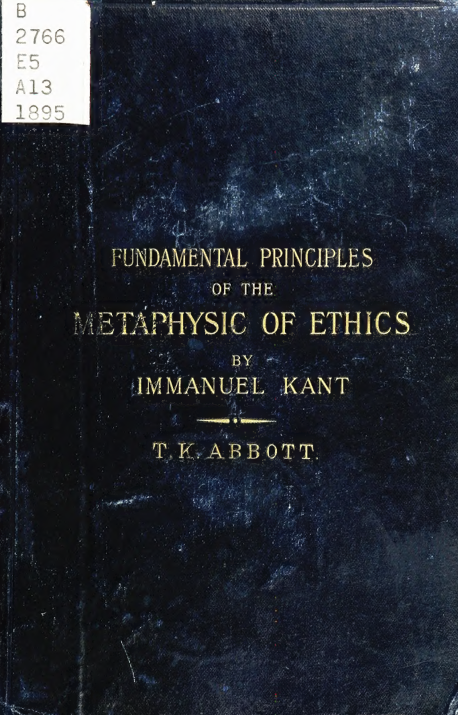 B
2766
E5
A13
1895
FUNDAMENTAL PRINCIPLES
OF THE
METAPHYSIC OF ETHICS
BY
IMMANUEL KANT
T. K. ABBOTT.